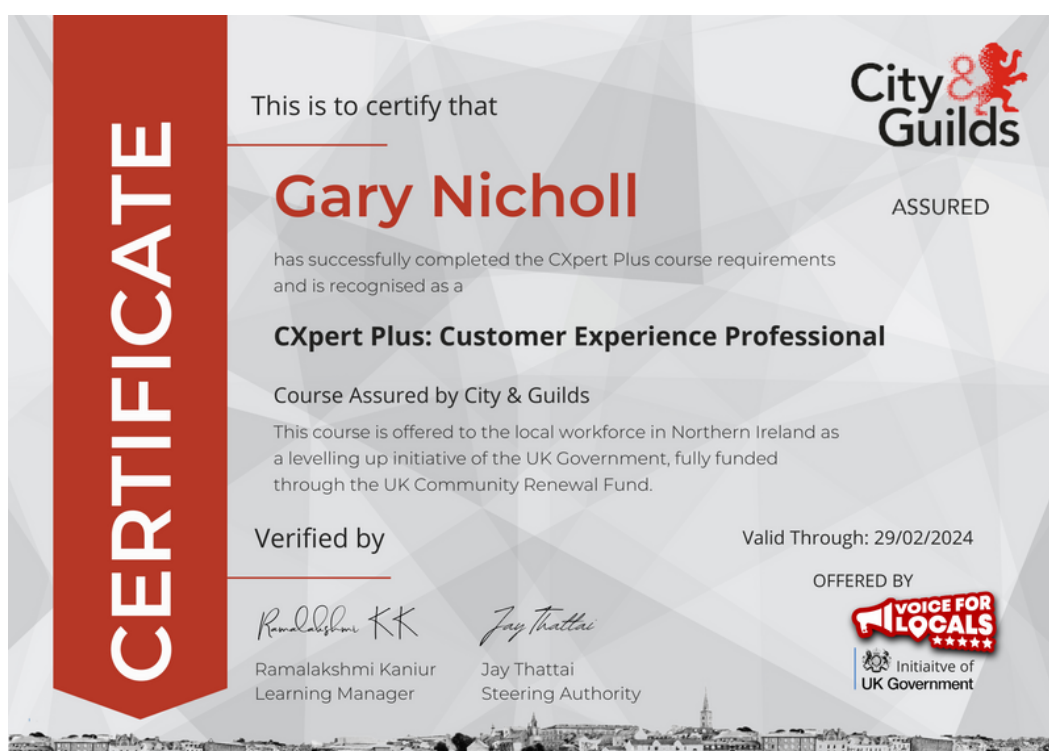 CERTIFICATE
This is to certify that
Gary Nicholl
has successfully completed the CXpert Plus course requirements
and is recognised as a
CXpert Plus: Customer Experience Professional
Course Assured by City & Guilds
This course is offered to the local workforce in Northern Ireland as
a levelling up initiative of the UK Government, fully funded
through the UK Community Renewal Fund.
Verified by
Ramalakshmi KK
Jay Thattai
Ramalakshmi Kaniur
Learning Manager
Jay Thattai
Steering Authority
City &
Guilds
ASSURED
Valid Through: 29/02/2024
OFFERED BY
VOICE FOR
LOCALS
Initiaitve of
UK Government